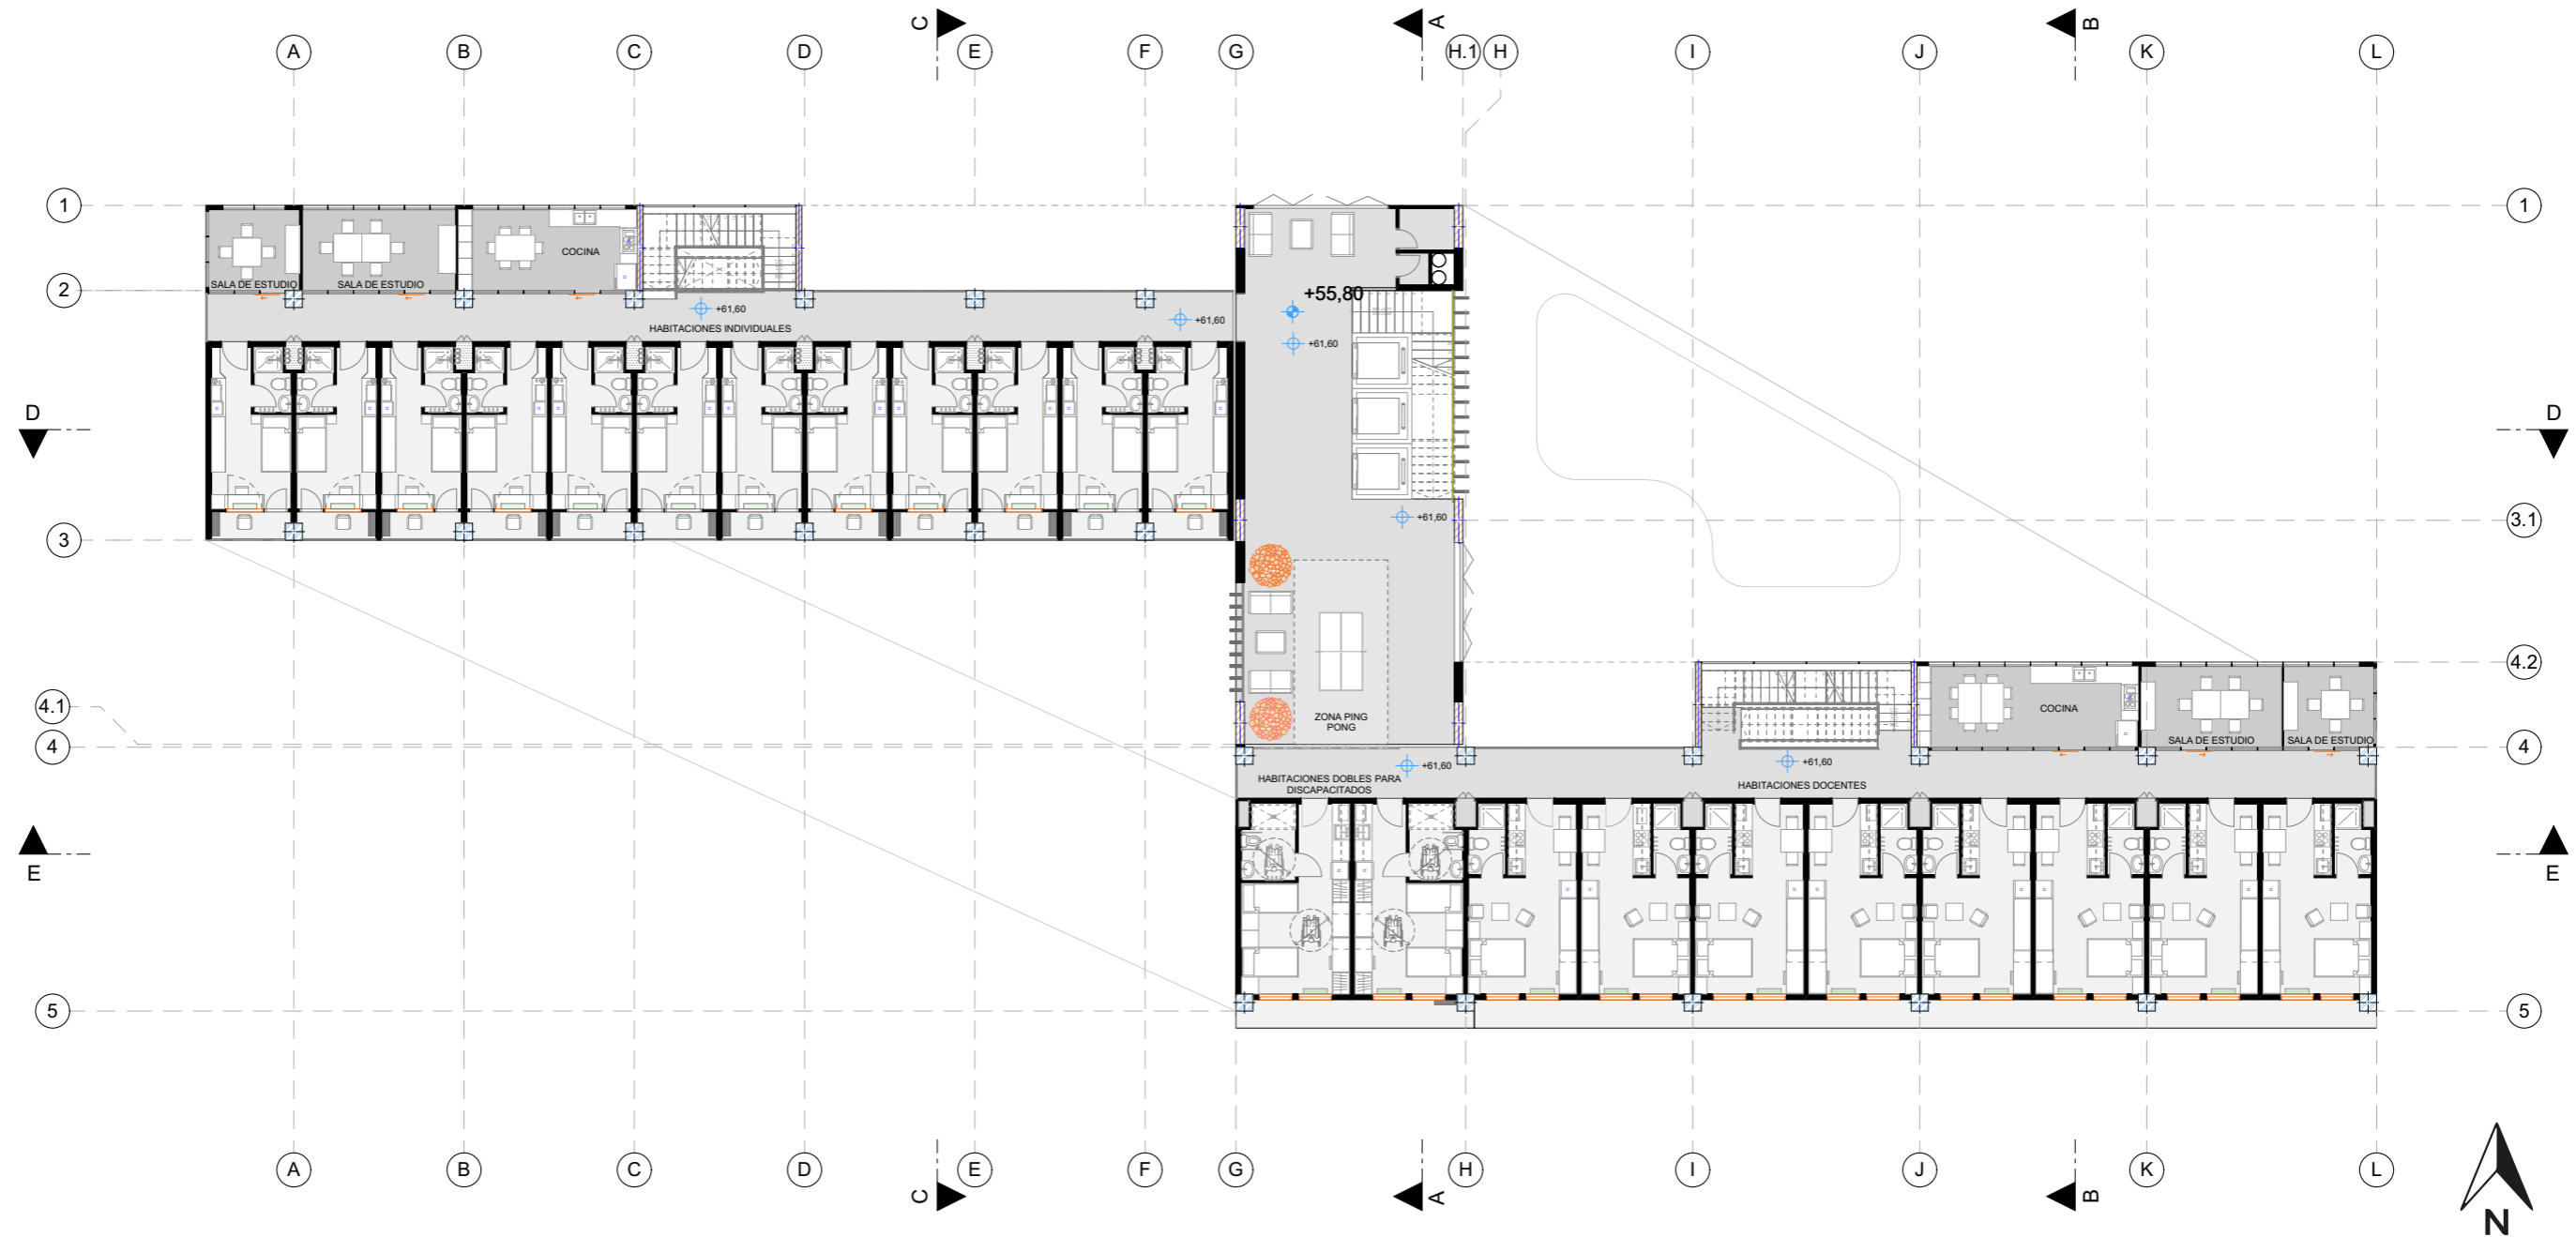 C
A
B
A
B
C
D
E
F
G
H.1
H
I
J
K
L
1
1
COCINA
2
SALA DE ESTUDIO
SALA DE ESTUDIO
+55,80
+61,60
+61,60
HABITACIONES INDIVIDUALES
+61,60
D
D
+61,60
3.1
3
4.2
4.1
COCINA
ZONA PING
PONG
4
SALA DE ESTUDIO
SALA DE ESTUDIO
4
+61,60
+61,60
HABITACIONES DOBLES PARA
DISCAPACITADOS
HABITACIONES DOCENTES
E
E
5
5
A
B
C
D
E
F
G
H
I
J
K
L
C
A
B
N